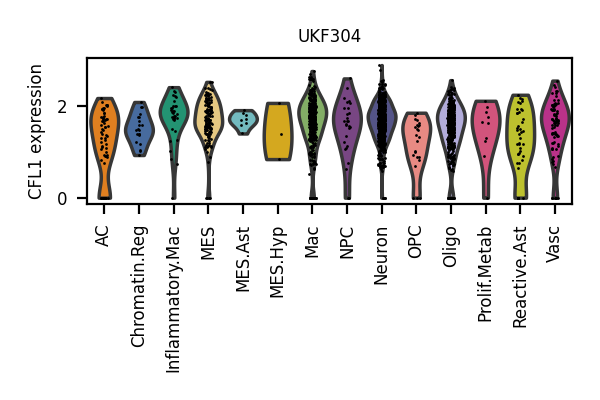 UKF304
CFL1 expression
2
0
AC
Chromatin.Reg
Inflammatory.Mac
MES
MES.Ast
MES.Hyp
Mac
NPC
Neuron
OPC
Oligo
Prolif.Metab
Reactive.Ast
Vasc